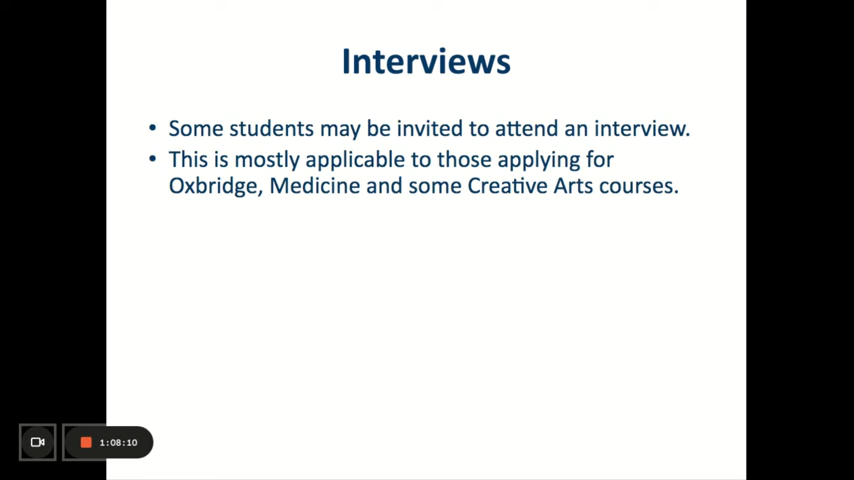 Interviews
• Some students may be invited to attend an interview.
• This is mostly applicable to those applying for
Oxbridge, Medicine and some Creative Arts courses.
1:08:10